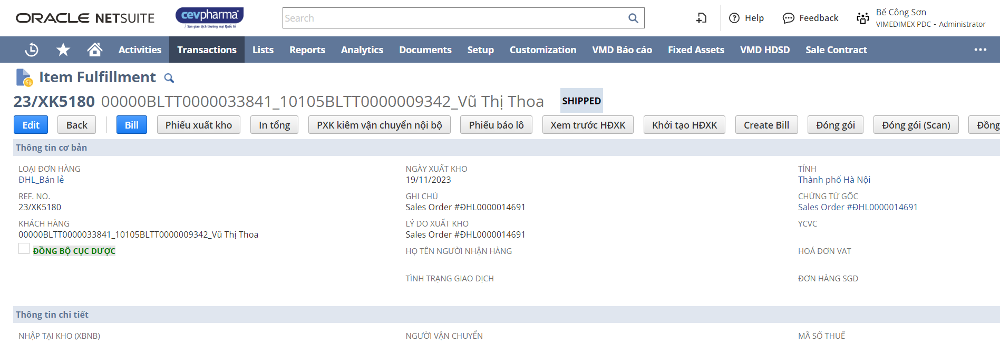 ORACLE NETSUITE
cevpharma
Sàn giao dịch thương mại Quốc tế
Search
Help
Feedback
Bế Công Sơn
VIMEDIMEX PDC - Administrator
Activities
Transactions
Lists
Reports
Analytics
Documents
Setup
Customization
VMD Báo cáo
Fixed Assets
VMD HDSD
Sale Contract
Item Fulfillment
23/XK5180 00000BLTT0000033841_10105BLTT0000009342_Vũ Thị Thoa SHIPPED
Edit
Back
Bill
Phiếu xuất kho
In tổng
PXK kiêm vận chuyển nội bộ
Phiếu báo lô
Xem trước HĐXK
Khởi tạo HĐXK
Create Bill
Đóng gói
Đóng gói (Scan)
Đồng
Thông tin cơ bản
LOẠI ĐƠN HÀNG
ĐHL_Bán lẻ
REF. NO.
23/XK5180
KHÁCH HÀNG
00000BLTT0000033841_10105BLTT0000009342_Vũ Thị Thoa
ĐỒNG BỘ CỤC DƯỢC
NGÀY XUẤT KHO
19/11/2023
GHI CHÚ
Sales Order #ĐHL0000014691
LÝ DO XUẤT KHO
Sales Order #ĐHL0000014691
HỌ TÊN NGƯỜI NHẬN HÀNG
TÌNH TRẠNG GIAO DỊCH
TỈNH
Thành phố Hà Nội
CHỨNG TỪ GỐC
Sales Order #ĐHL0000014691
YCVC
HOÁ ĐƠN VAT
ĐƠN HÀNG SGD
Thông tin chi tiết
NHẬP TẠI KHO (XBNB)
NGƯỜI VẬN CHUYỂN
MÃ SỐ THUẾ